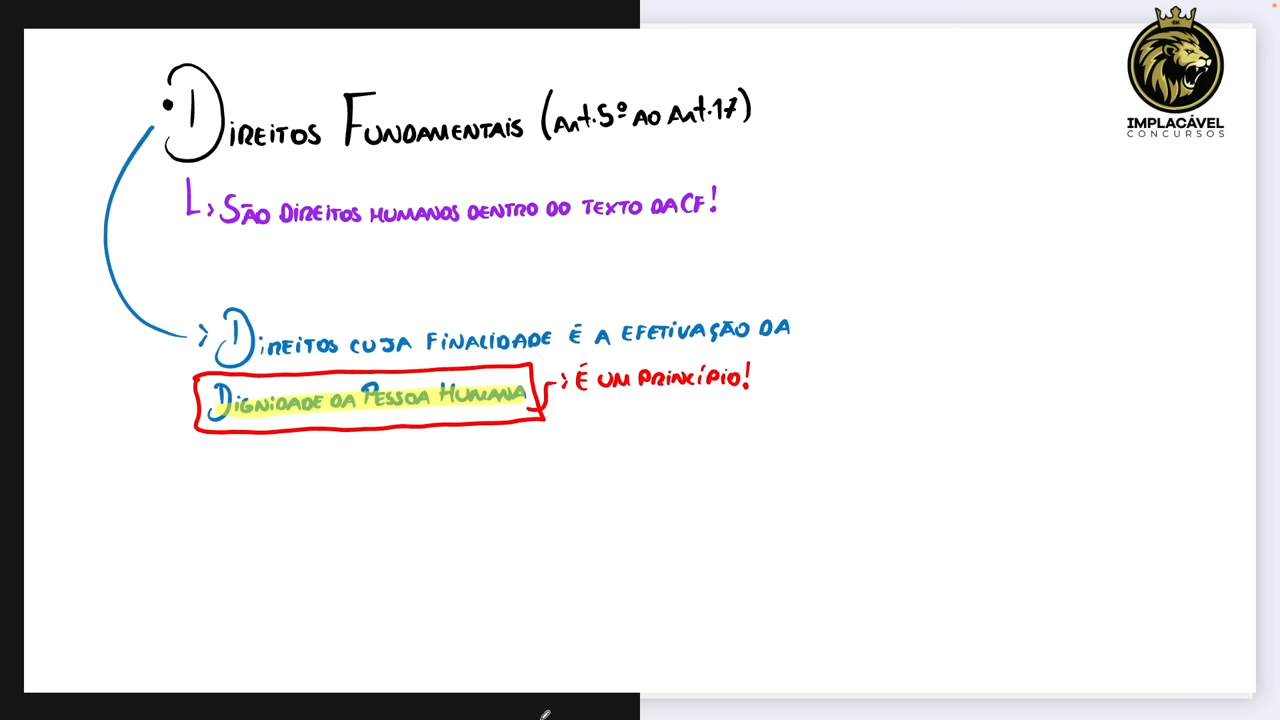 IMPLACÁVEL
CONCURSOS
• DIREITOS FUNDAMENTAIS (Art.5º AO Art.17)
↳ SÃO DIREITOS HUMANOS DENTRO DO TEXTO DA CF!
DIREITOS CUJA FINALIDADE É A EFETIVAÇÃO DA
DIGNIDADE DA PESSOA HUMANA
É UM PRINCÍPIO!